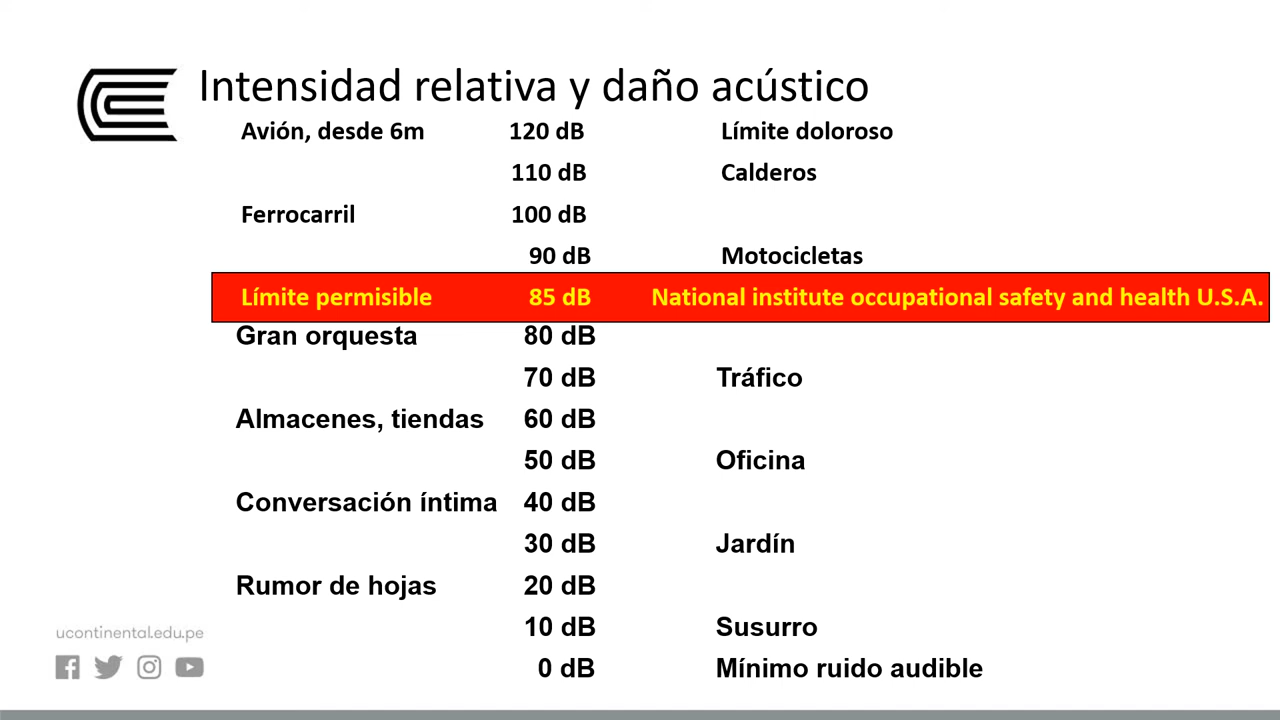 Intensidad relativa y daño acústico
Avión, desde 6m 120 dB Límite doloroso
110 dB Calderos
Ferrocarril 100 dB
90 dB Motocicletas
Límite permisible 85 dB National institute occupational safety and health U.S.A.
Gran orquesta 80 dB
70 dB Tráfico
Almacenes, tiendas 60 dB
50 dB Oficina
Conversación íntima 40 dB
30 dB Jardín
Rumor de hojas 20 dB
10 dB Susurro
0 dB Mínimo ruido audible
ucontinental.edu.pe